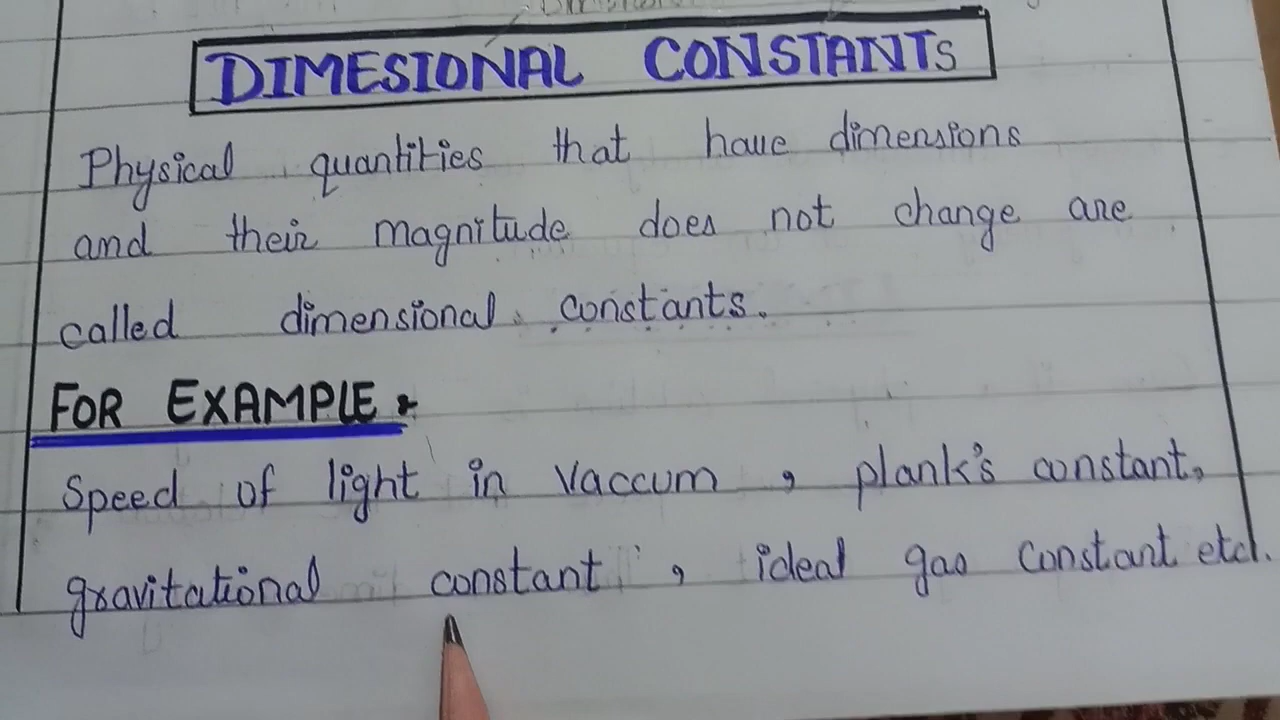 DIMESIONAL CONSTANTs
Physical quantities that have dimensions
and their magnitude does not change are
called dimensional constants.
FOR EXAMPLE:
Speed of light in vaccum, plank's constant,
gravitational constant, ideal gas constant etc.